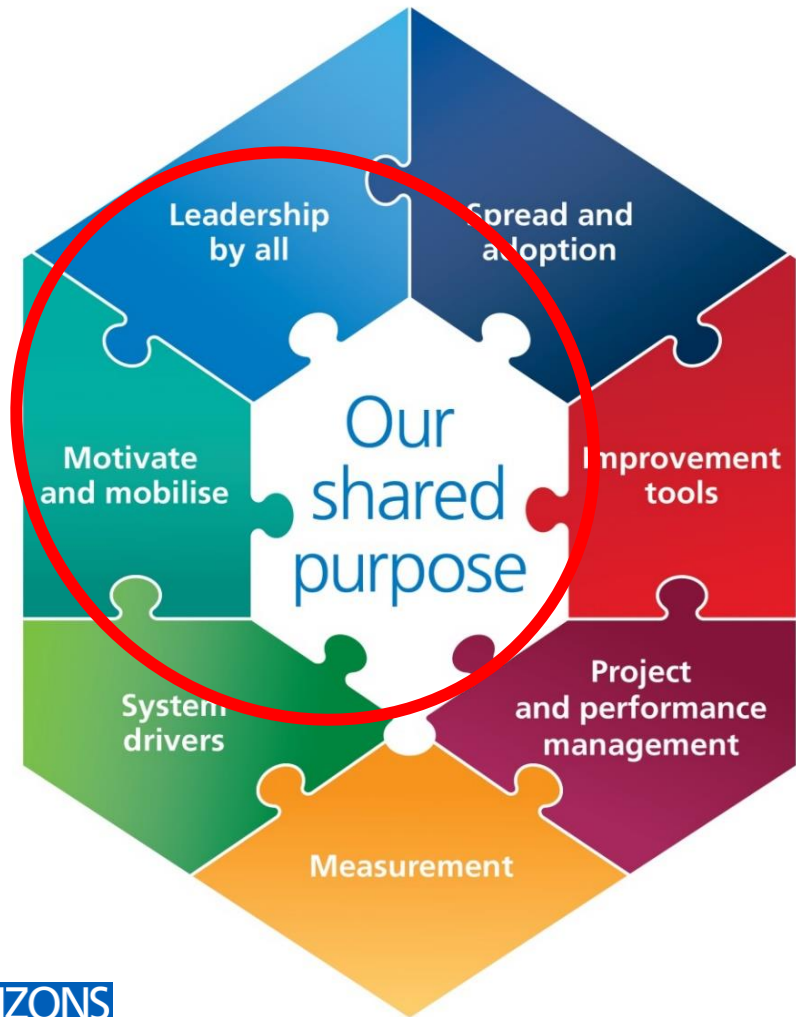 Leadership
by all
Spread and
adoption
Our
shared
purpose
Motivate
and mobilise
Improvement
tools
System
drivers
Project
and performance
management
Measurement
ZONS